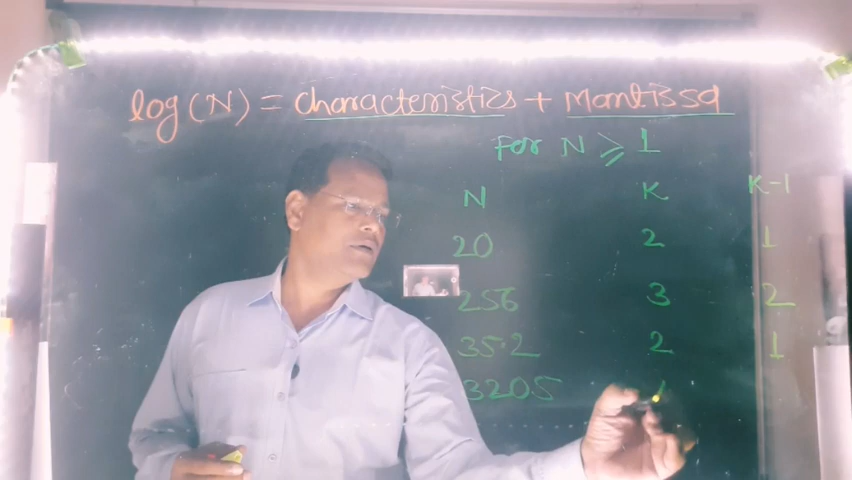 log(N) = characteristics + Mantissa
For N ≥ 1
N K K-1
20 2 1
256 3 2
35.2 2 1
3205